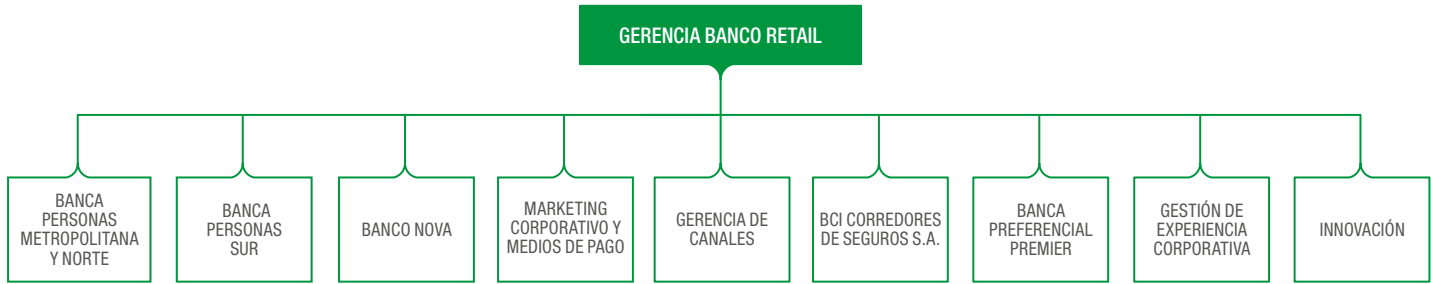 GERENCIA BANCO RETAIL
BANCA
PERSONAS
METROPOLITANA
Y NORTE
BANCA
PERSONAS
SUR
BANCO NOVA
MARKETING
CORPORATIVO Y
MEDIOS DE PAGO
GERENCIA DE
CANALES
BCI CORREDORES
DE SEGUROS S.A.
BANCA
PREFERENCIAL
PREMIER
GESTIÓN DE
EXPERIENCIA
CORPORATIVA
INNOVACIÓN